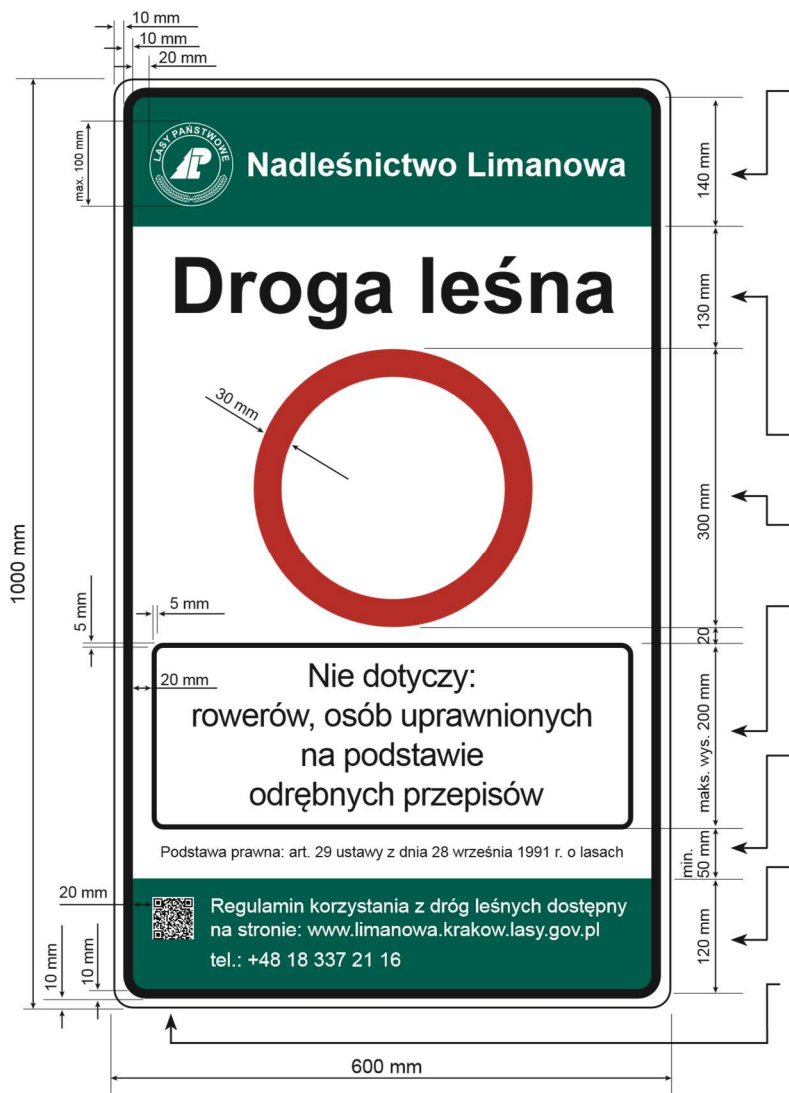 10 mm
10 mm
20 mm
max. 100 mm
LASY PAŃSTWOWE
LP
Nadleśnictwo Limanowa
140 mm
Droga leśna
130 mm
30 mm
300 mm
1000 mm
5 mm
5 mm
20
20 mm
Nie dotyczy:
rowerów, osób uprawnionych
na podstawie
odrębnych przepisów
maks. wys. 200 mm
Podstawa prawna: art. 29 ustawy z dnia 28 września 1991 r. o lasach
min.
50 mm
20 mm
Regulamin korzystania z dróg leśnych dostępny
na stronie: www.limanowa.krakow.lasy.gov.pl
tel.: +48 18 337 21 16
120 mm
10 mm
10 mm
600 mm